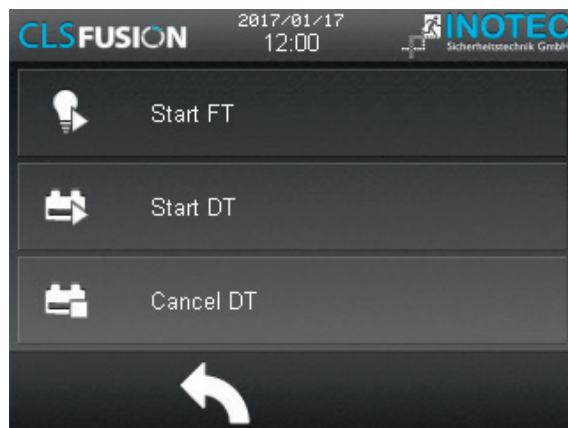 CLSFUSION
2017/01/17
12:00
INOTEC
Sicherheitstechnik GmbH
Start FT
Start DT
Cancel DT